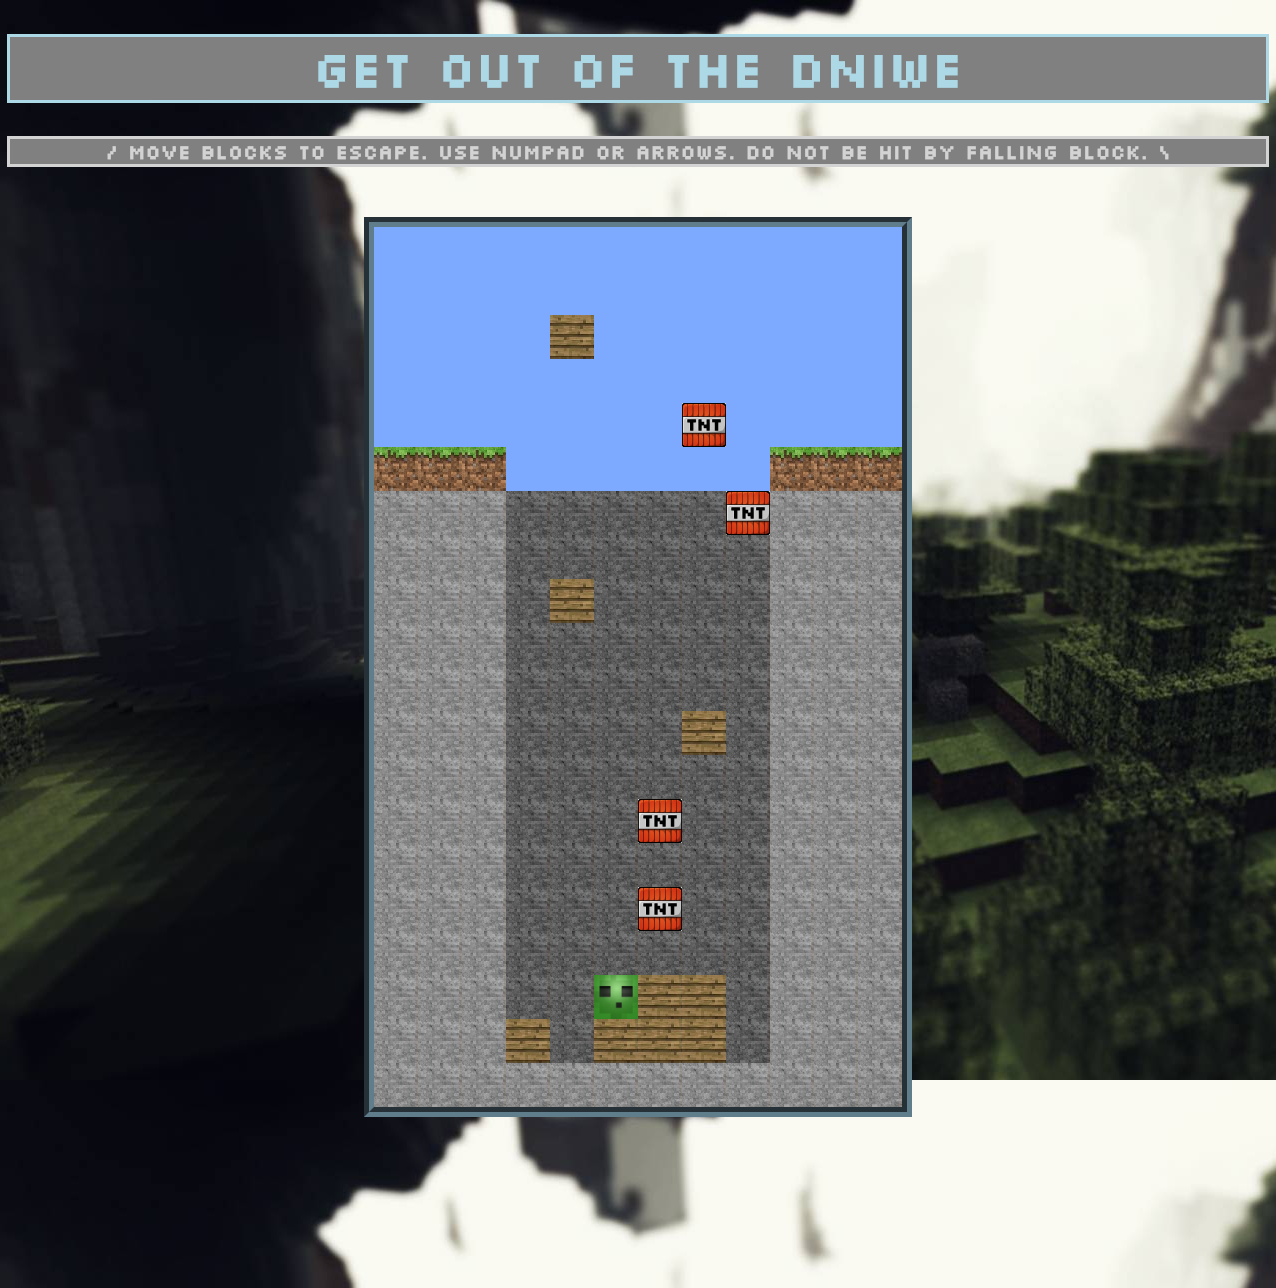 GET OUT OF THE DNIWE
/ MOVE BLOCKS TO ESCAPE. USE NUMPAD OR ARROWS. DO NOT BE HIT BY FALLING BLOCK. \
TNT
TNT
TNT
TNT